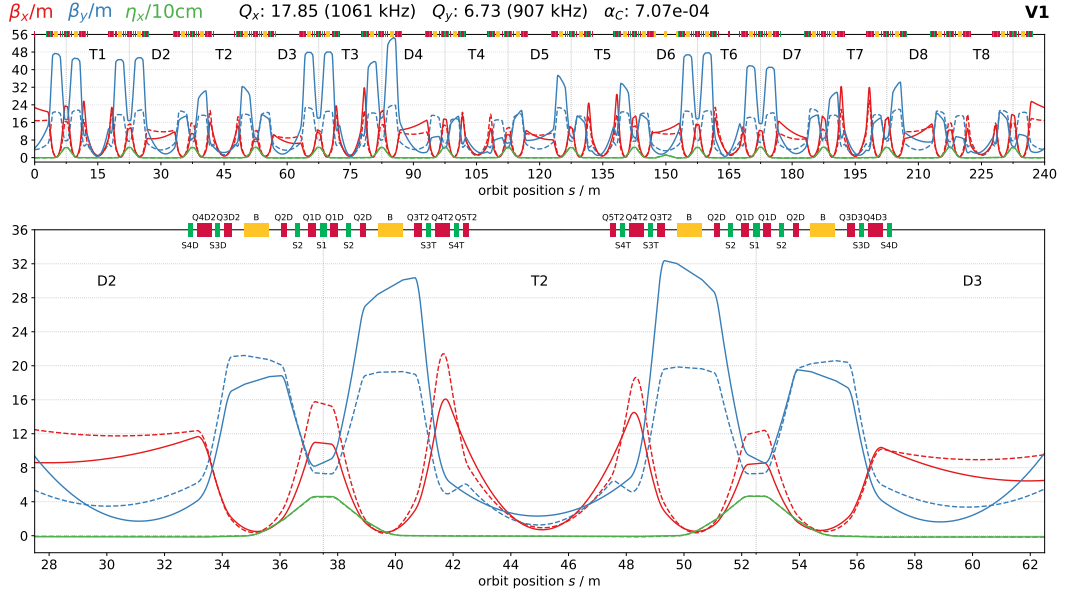 βx/m βy/m ηx/10cm Qx: 17.85 (1061 kHz) Qy: 6.73 (907 kHz) αC: 7.07e-04 V1
56
48
40
32
24
16
8
0
T1 D2 T2 D3 T3 D4 T4 D5 T5 D6 T6 D7 T7 D8 T8
0 15 30 45 60 75 90 105 120 135 150 165 180 195 210 225 240
orbit position s / m
Q4D2 Q3D2 B Q2D Q1D Q1D Q2D B Q3T2 Q4T2 Q5T2 Q5T2 Q4T2 Q3T2 B Q2D Q1D Q1D Q2D B Q3D3 Q4D3
S4D S3D S2 S1 S2 S3T S4T S4T S3T S2 S1 S2 S3D S4D
36
32
28
24
20
16
12
8
4
0
D2 T2 D3
28 30 32 34 36 38 40 42 44 46 48 50 52 54 56 58 60 62
orbit position s / m